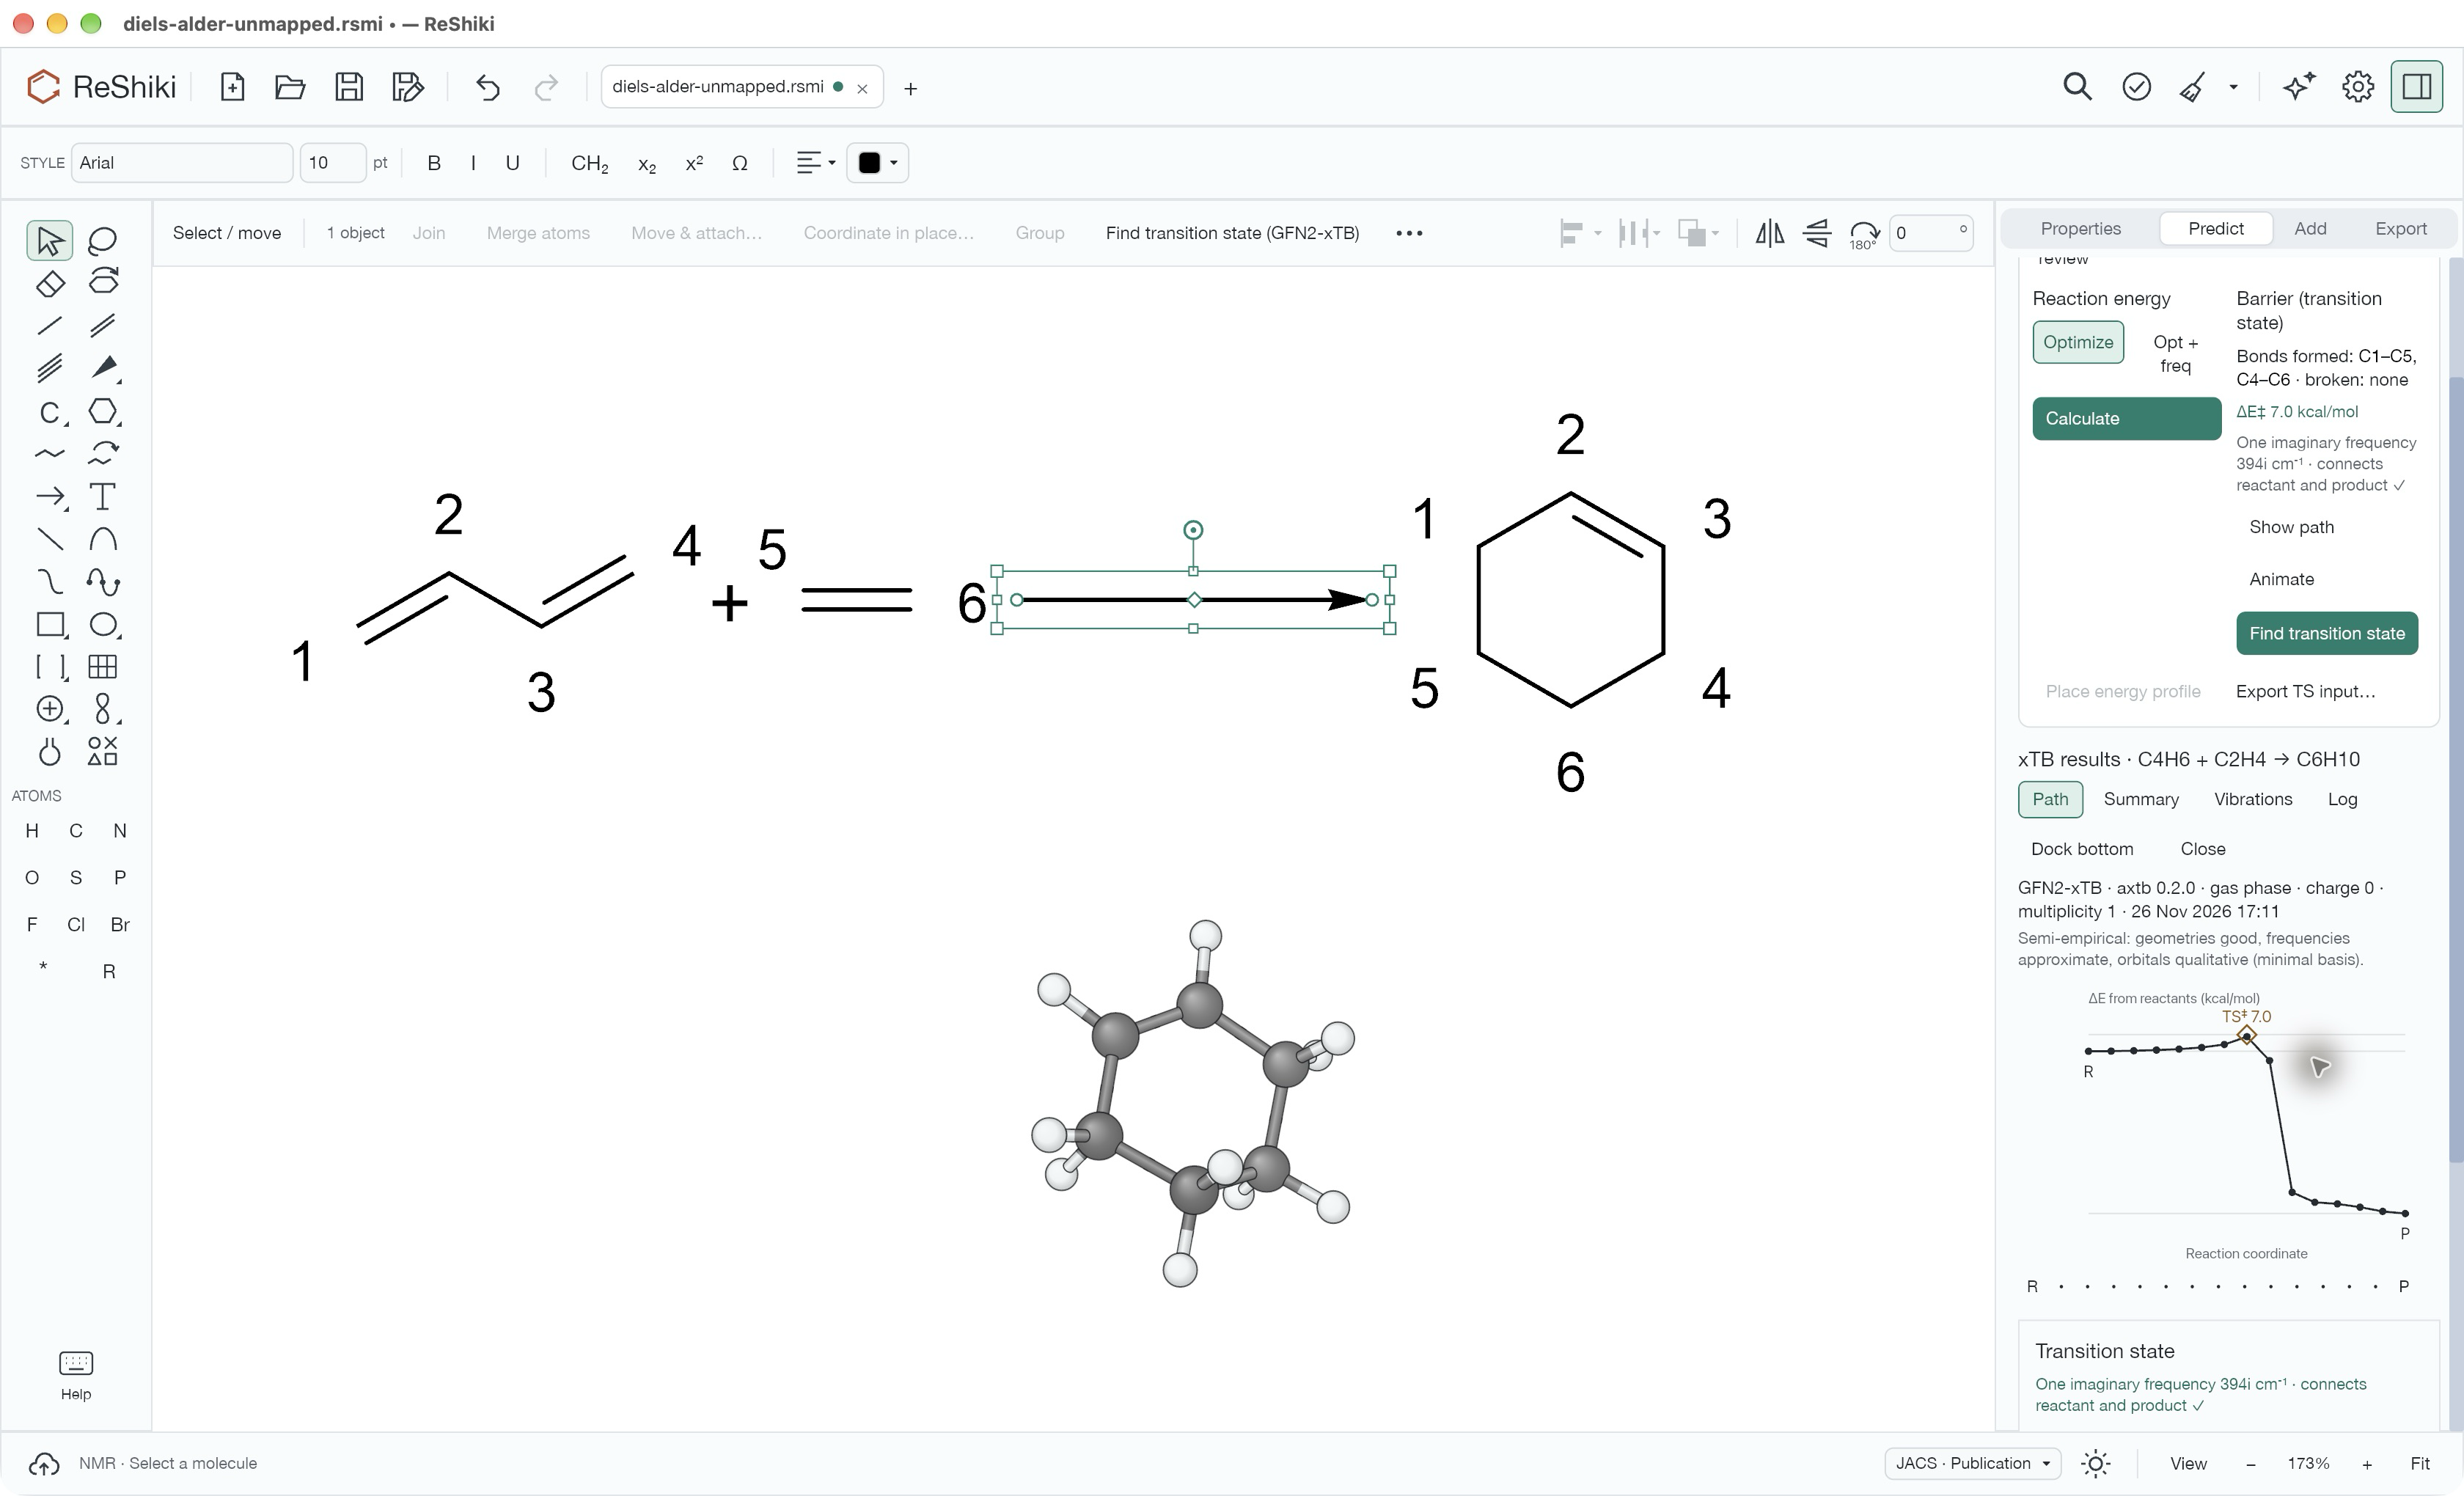 diels-alder-unmapped.rsmi • — ReShiki
ReShiki
diels-alder-unmapped.rsmi
STYLE Arial 10 pt B I U CH₂ x₂ x² Ω
Select / move 1 object Join Merge atoms Move & attach... Coordinate in place... Group Find transition state (GFN2-xTB) 180° 0 °
Properties Predict Add Export
review
Reaction energy
Optimize
Opt +
freq
Calculate
Barrier (transition
state)
Bonds formed: C1–C5,
C4–C6 · broken: none
ΔE‡ 7.0 kcal/mol
One imaginary frequency
394i cm⁻¹ · connects
reactant and product ✓
Show path
Animate
Find transition state
Place energy profile Export TS input...
xTB results · C4H6 + C2H4 → C6H10
Path Summary Vibrations Log
Dock bottom Close
GFN2-xTB · axtb 0.2.0 · gas phase · charge 0 ·
multiplicity 1 · 26 Nov 2026 17:11
Semi-empirical: geometries good, frequencies
approximate, orbitals qualitative (minimal basis).
ΔE from reactants (kcal/mol)
TS‡ 7.0
R
P
Reaction coordinate
R P
Transition state
One imaginary frequency 394i cm⁻¹ · connects
reactant and product ✓
C
T
ATOMS
H C N
O S P
F Cl Br
* R
Help
1
2
3
4
+
5
6
1
2
3
4
5
6
NMR · Select a molecule
JACS · Publication View − 173% + Fit